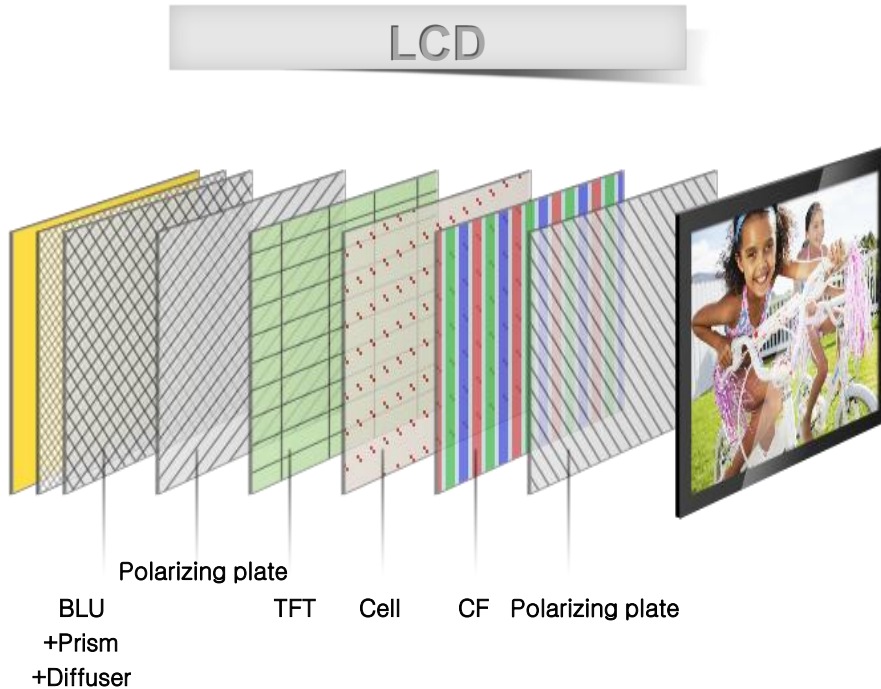 LCD
Polarizing plate
BLU
+Prism
+Diffuser
TFT
Cell
CF
Polarizing plate